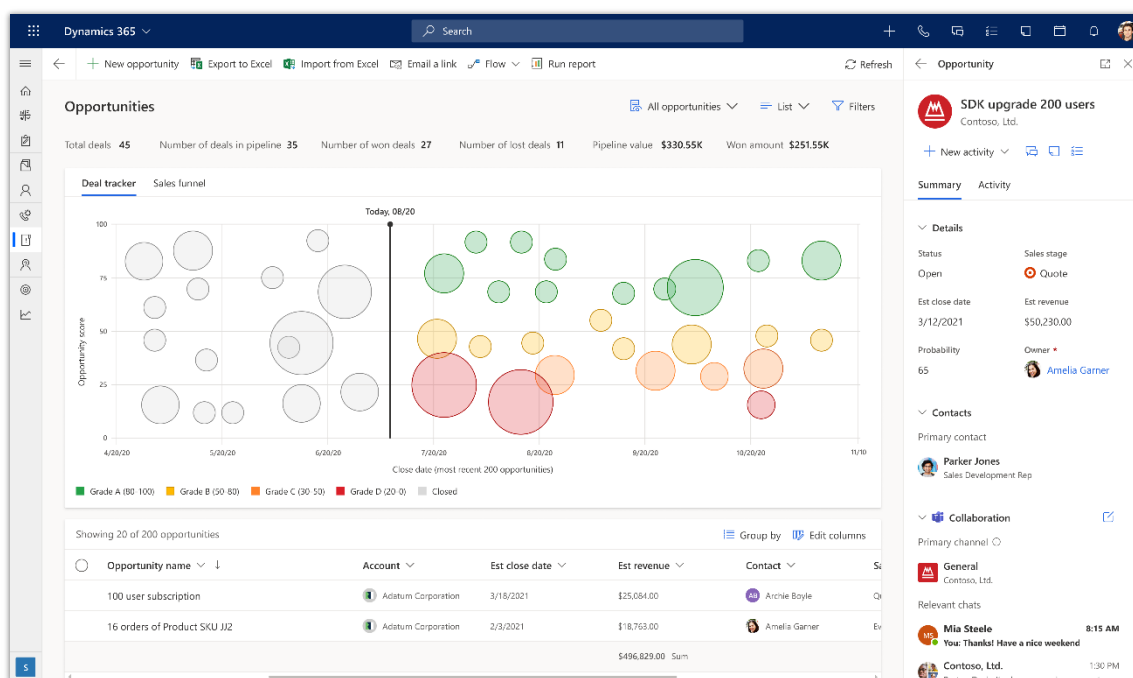 Dynamics 365
Search
New opportunity Export to Excel Import from Excel Email a link Flow Run report Refresh
Opportunities
All opportunities List Filters
Total deals 45 Number of deals in pipeline 35 Number of won deals 27 Number of lost deals 11 Pipeline value $330.55K Won amount $251.55K
Deal tracker Sales funnel
Today, 08/20
Opportunity score
100
75
50
25
0
4/20/20 5/20/20 6/20/20 7/20/20 8/20/20 9/20/20 10/20/20 11/10
Close date (most recent 200 opportunities)
Grade A (80-100) Grade B (50-80) Grade C (30-50) Grade D (20-0) Closed
Showing 20 of 200 opportunities
Group by Edit columns
Opportunity name Account Est close date Est revenue Contact
100 user subscription Adatum Corporation 3/18/2021 $25,084.00 AB Archie Boyle
16 orders of Product SKU JJ2 Adatum Corporation 2/3/2021 $18,763.00 Amelia Garner
$496,829.00 Sum
S
Opportunity
SDK upgrade 200 users
Contoso, Ltd.
New activity
Summary Activity
Details
Status Sales stage
Open Quote
Est close date Est revenue
3/12/2021 $50,230.00
Probability Owner *
65 Amelia Garner
Contacts
Primary contact
Parker Jones
Sales Development Rep
Collaboration
Primary channel
General
Contoso, Ltd.
Relevant chats
MS Mia Steele 8:15 AM
You: Thanks! Have a nice weekend
Contoso, Ltd. 1:30 PM